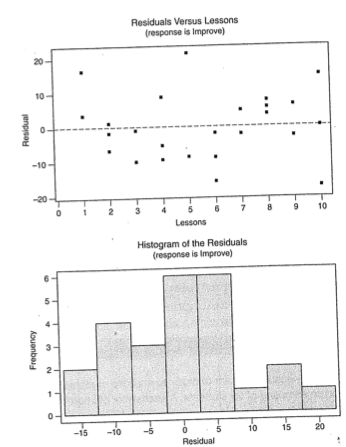 Residuals Versus Lessons
(response is Improve)
20
10
0
-10
-20
Residual
0 1 2 3 4 5 6 7 8 9 10
Lessons
Histogram of the Residuals
(response is Improve)
6
5
4
3
2
1
0
Frequency
-15 -10 -5 0 5 10 15 20
Residual